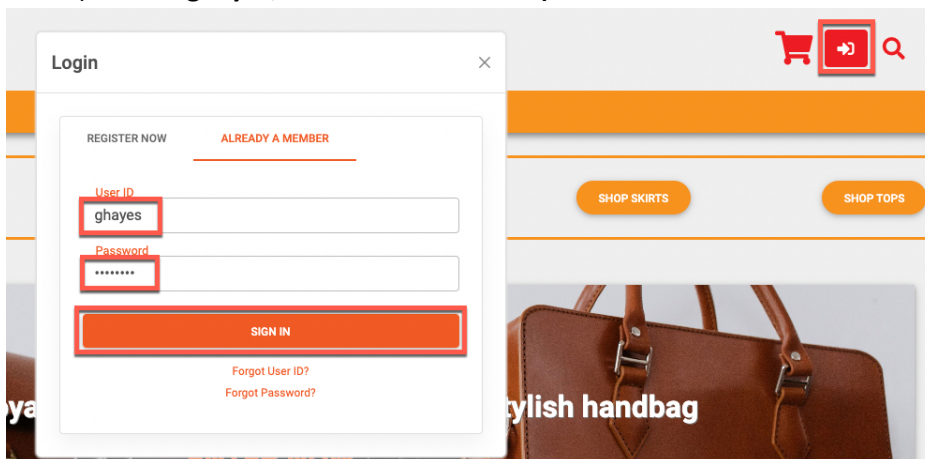 Login
REGISTER NOW ALREADY A MEMBER
User ID
ghayes
Password
SIGN IN
Forgot User ID?
Forgot Password?
SHOP SKIRTS SHOP TOPS
tylish handbag